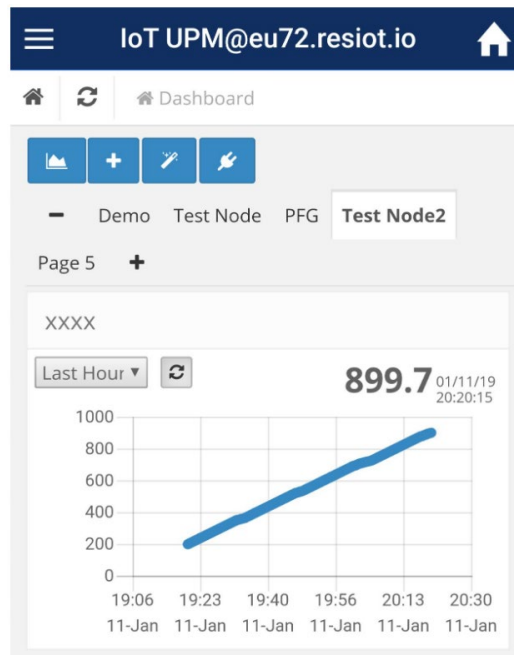 IoT UPM@eu72.resiot.io
Dashboard
Demo Test Node PFG Test Node2
Page 5
XXXX
Last Hour
899.7 01/11/19
20:20:15
1000
800
600
400
200
0
19:06 19:23 19:40 19:56 20:13 20:30
11-Jan 11-Jan 11-Jan 11-Jan 11-Jan 11-Jan